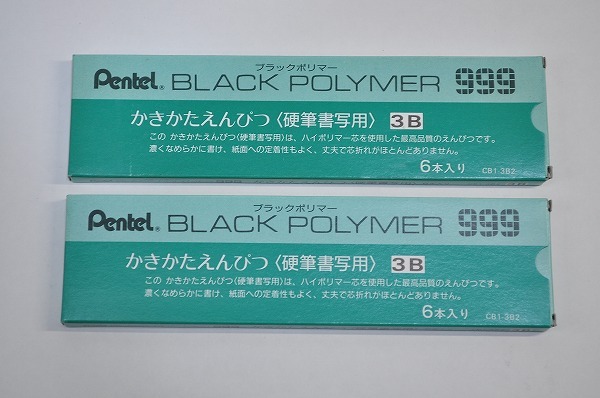 ブラックポリマー
Pentel® BLACK POLYMER 999
かきかたえんぴつ〈硬筆書写用〉 3B
この かきかたえんぴつ〈硬筆書写用〉は、ハイポリマー芯を使用した最高品質のえんぴつです。
濃くなめらかに書け、紙面への定着性もよく、丈夫で芯折れがほとんどありません。
6本入り CB1-3B2
ブラックポリマー
Pentel® BLACK POLYMER 999
かきかたえんぴつ〈硬筆書写用〉 3B
この かきかたえんぴつ〈硬筆書写用〉は、ハイポリマー芯を使用した最高品質のえんぴつです。
濃くなめらかに書け、紙面への定着性もよく、丈夫で芯折れがほとんどありません。
6本入り CB1-3B2